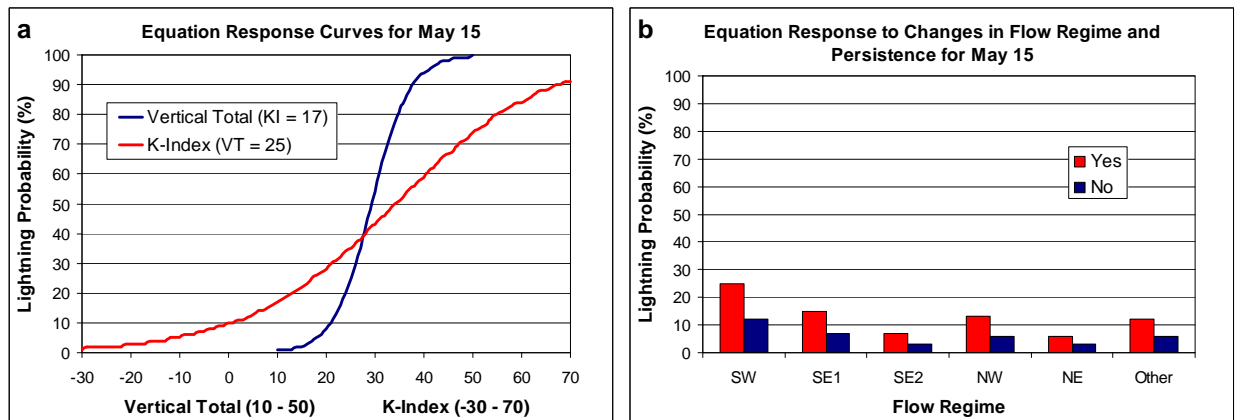 a
Equation Response Curves for May 15
Lightning Probability (%)
100
90
80
70
60
50
40
30
20
10
0
Vertical Total (KI = 17)
K-Index (VT = 25)
-30 -20 -10 0 10 20 30 40 50 60 70
Vertical Total (10 - 50) K-Index (-30 - 70)
b
Equation Response to Changes in Flow Regime and
Persistence for May 15
Lightning Probability (%)
100
90
80
70
60
50
40
30
20
10
0
Yes
No
SW SE1 SE2 NW NE Other
Flow Regime